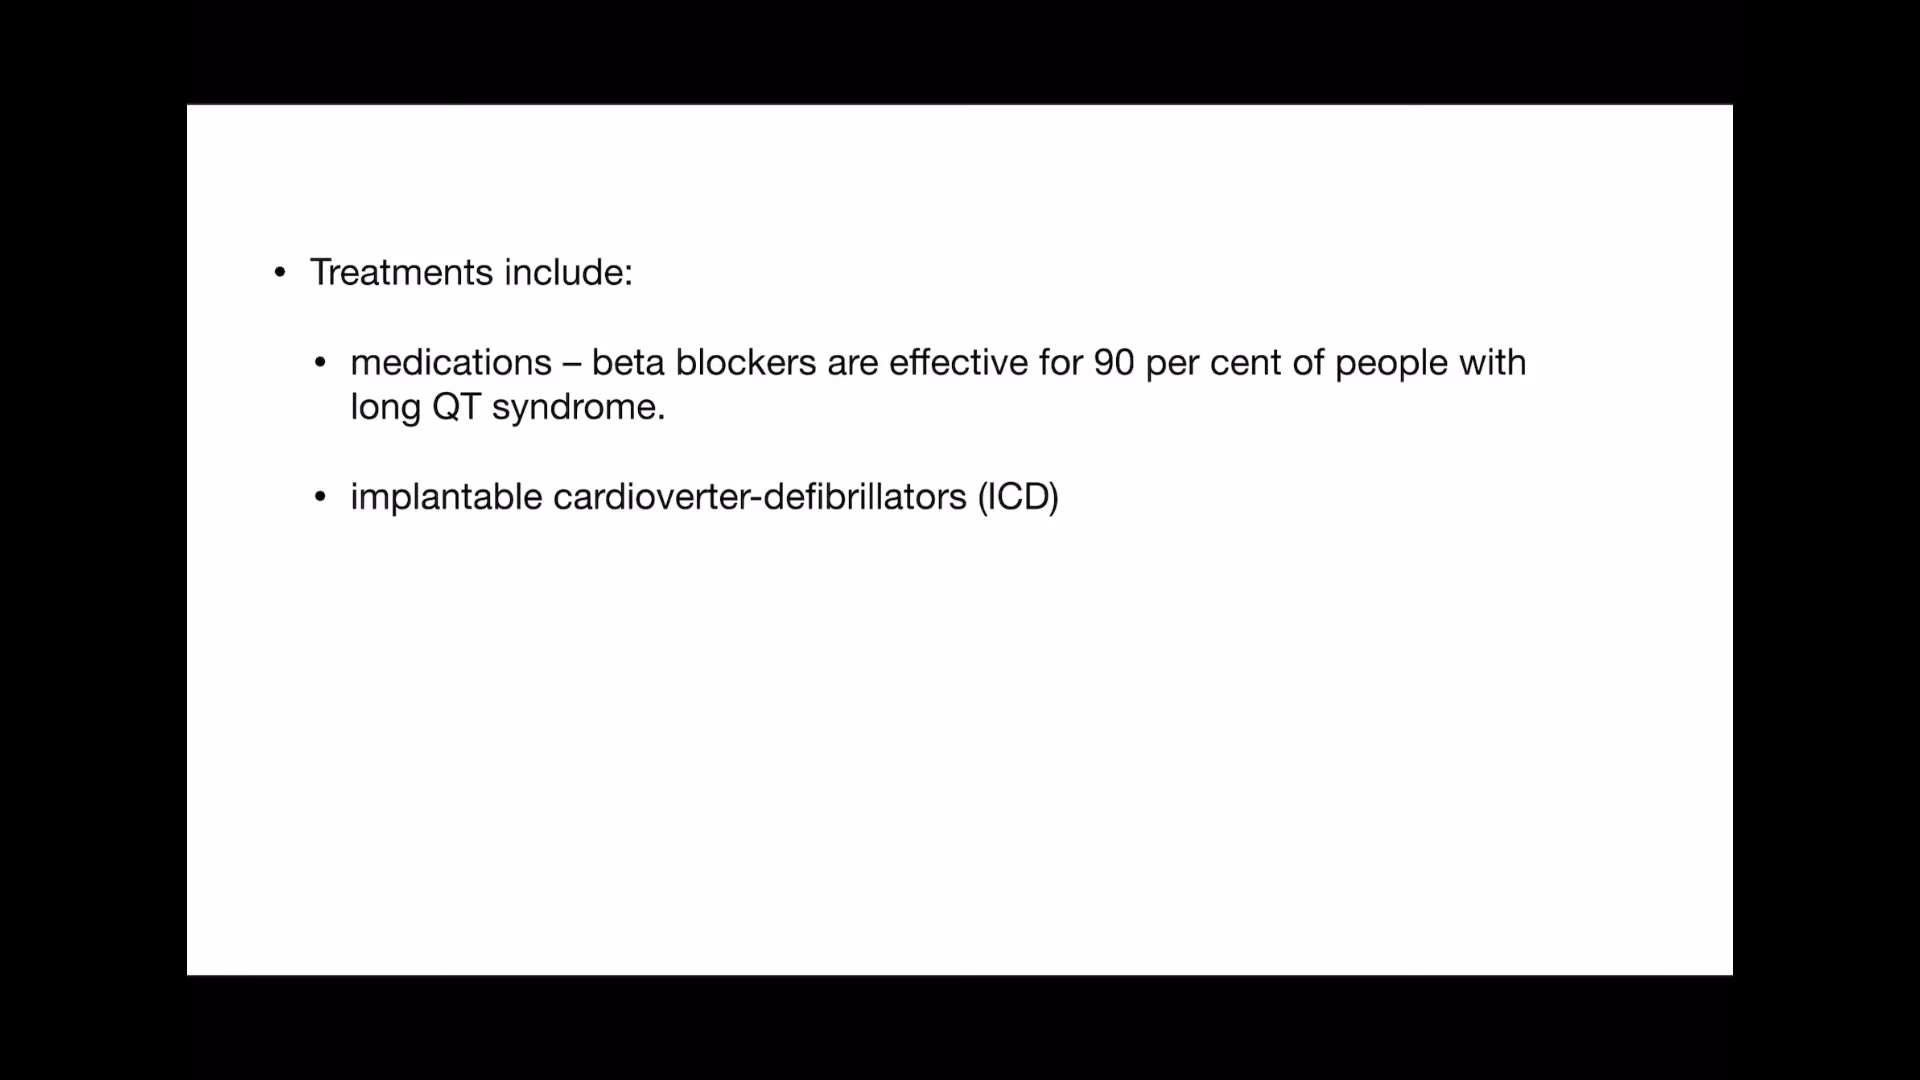 • Treatments include:
• medications – beta blockers are effective for 90 per cent of people with
long QT syndrome.
• implantable cardioverter-defibrillators (ICD)